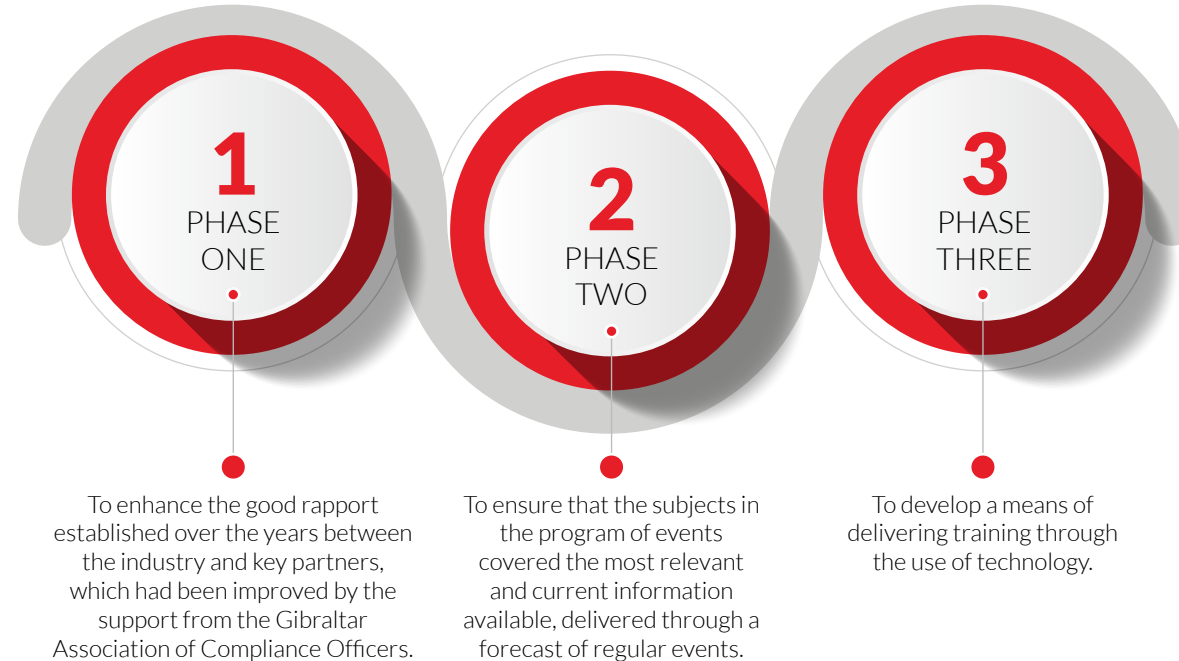 1
PHASE
ONE
To enhance the good rapport
established over the years between
the industry and key partners,
which had been improved by the
support from the Gibraltar
Association of Compliance Officers.
2
PHASE
TWO
To ensure that the subjects in
the program of events
covered the most relevant
and current information
available, delivered through a
forecast of regular events.
3
PHASE
THREE
To develop a means of
delivering training through
the use of technology.